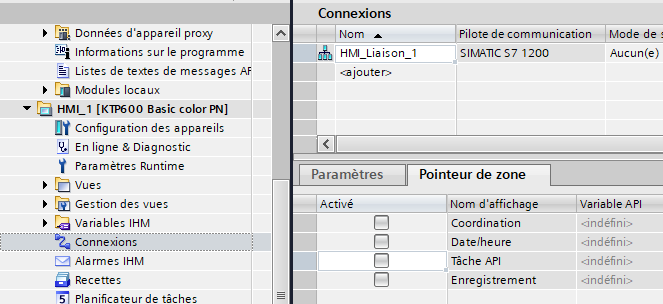 Données d'appareil proxy
Informations sur le programme
Listes de textes de messages AP
Modules locaux
HMI_1 [KTP600 Basic color PN]
Configuration des appareils
En ligne & Diagnostic
Paramètres Runtime
Vues
Gestion des vues
Variables IHM
Connexions
Alarmes IHM
Recettes
Planificateur de tâches
Connexions
Nom Pilote de communication Mode de s
HMI_Liaison_1 SIMATIC S7 1200 Aucun(e)
<ajouter>
Paramètres Pointeur de zone
Activé Nom d'affichage Variable API
Coordination <indéfini>
Date/heure <indéfini>
Tâche API <indéfini>
Enregistrement <indéfini>